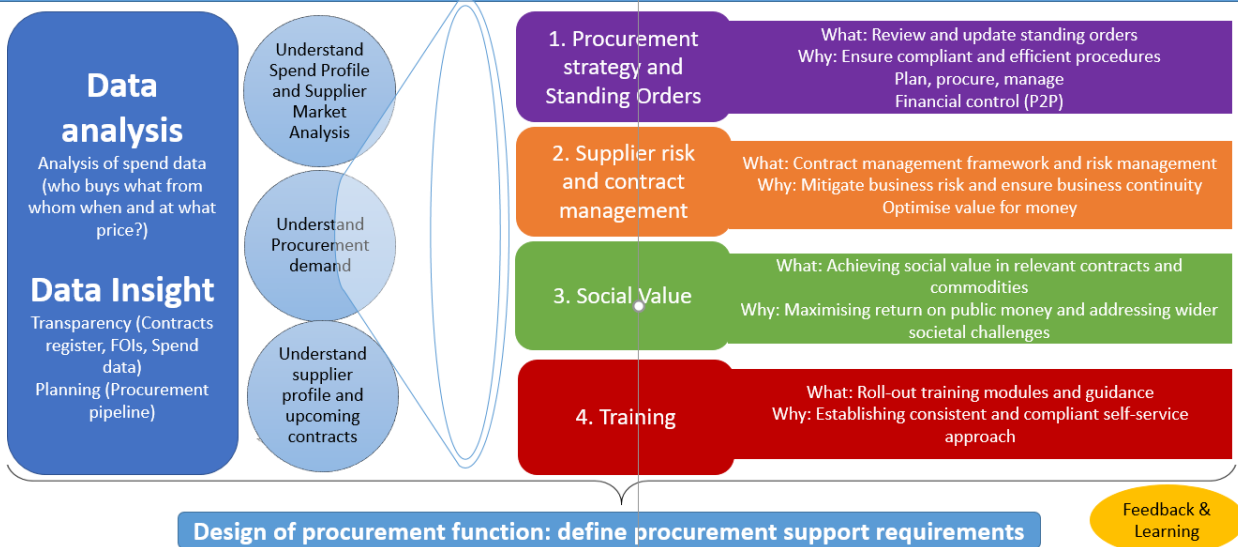 Data
analysis
Analysis of spend data
(who buys what from
whom when and at what
price?)
Data Insight
Transparency (Contracts
register, FOIs, Spend
data)
Planning (Procurement
pipeline)
Understand
Spend Profile
and Supplier
Market
Analysis
Understand
Procurement
demand
Understand
supplier
profile and
upcoming
contracts
1. Procurement
strategy and
Standing Orders
What: Review and update standing orders
Why: Ensure compliant and efficient procedures
Plan, procure, manage
Financial control (P2P)
2. Supplier risk
and contract
management
What: Contract management framework and risk management
Why: Mitigate business risk and ensure business continuity
Optimise value for money
3. Social Value
What: Achieving social value in relevant contracts and
commodities
Why: Maximising return on public money and addressing wider
societal challenges
4. Training
What: Roll-out training modules and guidance
Why: Establishing consistent and compliant self-service
approach
Design of procurement function: define procurement support requirements
Feedback &
Learning